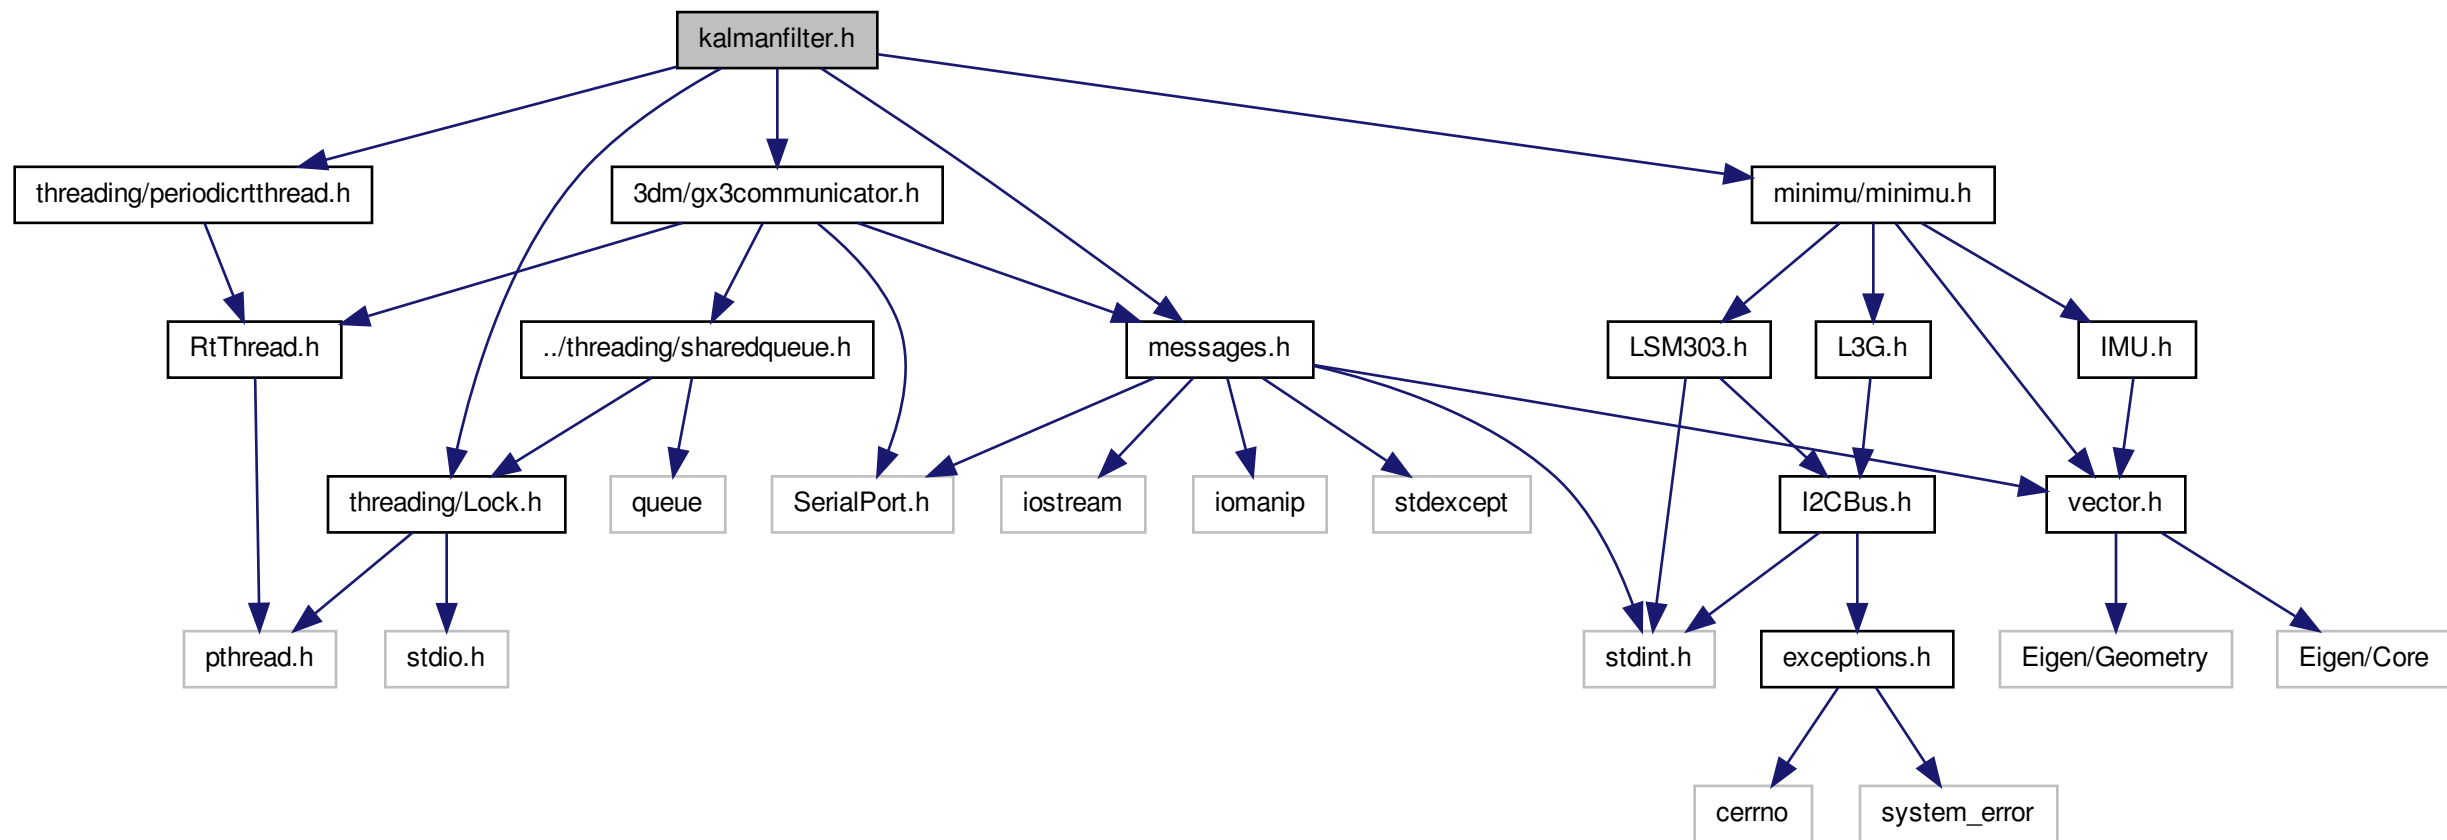 kalmanfilter.h
threading/periodicrtthread.h
3dm/gx3communicator.h
minimu/minimu.h
RtThread.h
../threading/sharedqueue.h
messages.h
LSM303.h
L3G.h
IMU.h
threading/Lock.h
queue
SerialPort.h
iostream
iomanip
stdexcept
I2CBus.h
vector.h
pthread.h
stdio.h
stdint.h
exceptions.h
Eigen/Geometry
Eigen/Core
cerrno
system_error